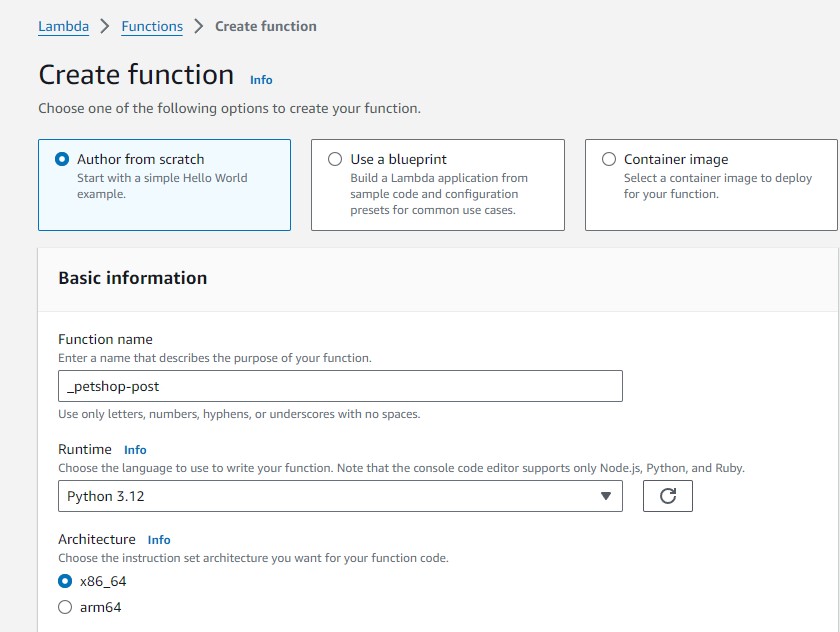 Lambda > Functions > Create function
Create function Info
Choose one of the following options to create your function.
Author from scratch
Start with a simple Hello World
example.
Use a blueprint
Build a Lambda application from
sample code and configuration
presets for common use cases.
Container image
Select a container image to deploy
for your function.
Basic information
Function name
Enter a name that describes the purpose of your function.
_petshop-post
Use only letters, numbers, hyphens, or underscores with no spaces.
Runtime Info
Choose the language to use to write your function. Note that the console code editor supports only Node.js, Python, and Ruby.
Python 3.12
Architecture Info
Choose the instruction set architecture you want for your function code.
x86_64
arm64